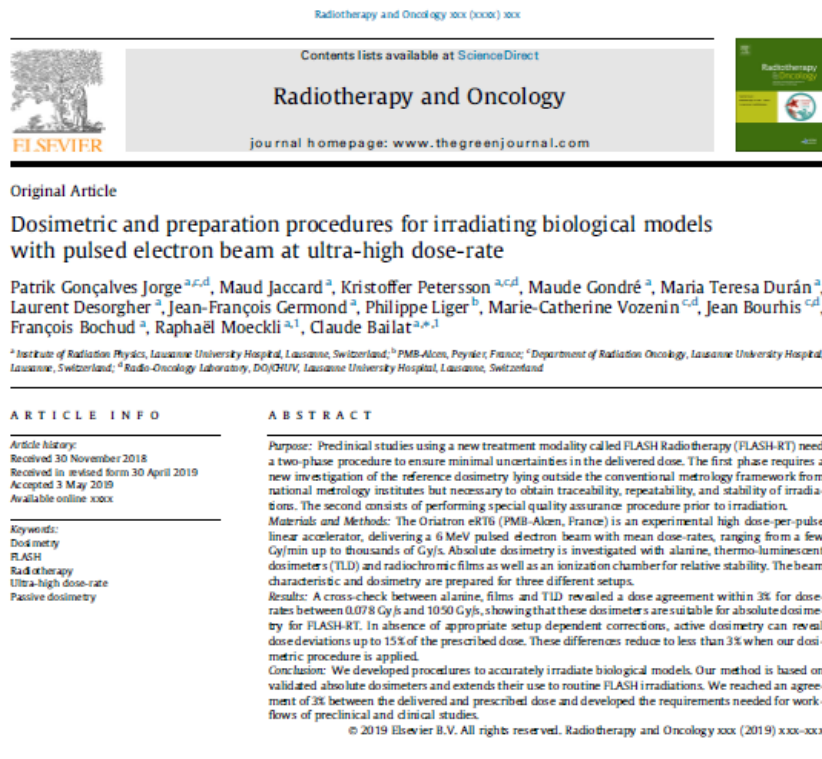 Radiotherapy and Oncology xxx (xxxx) xxx
Contents lists available at ScienceDirect
Radiotherapy and Oncology
journal homepage: www.thegreenjournal.com
ELSEVIER
Radiotherapy
&Oncology
Original Article
Dosimetric and preparation procedures for irradiating biological models
with pulsed electron beam at ultra-high dose-rate
Patrik Gonçalves Jorge a,c,d, Maud Jaccard a, Kristoffer Petersson a,c,d, Maude Gondré a, Maria Teresa Durán a,
Laurent Desorgher a, Jean-François Germond a, Philippe Liger b, Marie-Catherine Vozenin c,d, Jean Bourhis c,d,
François Bochud a, Raphaël Moeckli a,1, Claude Bailat a,*,1
a Institute of Radiation Physics, Lausanne University Hospital, Lausanne, Switzerland; b PMB-Alcen, Peynier, France; c Department of Radiation Oncology, Lausanne University Hospital,
Lausanne, Switzerland; d Radio-Oncology Laboratory, DO/CHUV, Lausanne University Hospital, Lausanne, Switzerland
ARTICLE INFO
Article history:
Received 30 November 2018
Received in revised form 30 April 2019
Accepted 3 May 2019
Available online xxxx
Keywords:
Dosimetry
FLASH
Radiotherapy
Ultra-high dose-rate
Passive dosimetry
ABSTRACT
Purpose: Preclinical studies using a new treatment modality called FLASH Radiotherapy (FLASH-RT) need
a two-phase procedure to ensure minimal uncertainties in the delivered dose. The first phase requires a
new investigation of the reference dosimetry lying outside the conventional metrology framework from
national metrology institutes but necessary to obtain traceability, repeatability, and stability of irradia-
tions. The second consists of performing special quality assurance procedure prior to irradiation.
Materials and Methods: The Oriatron eRT6 (PMB-Alcen, France) is an experimental high dose-per-pulse
linear accelerator, delivering a 6 MeV pulsed electron beam with mean dose-rates, ranging from a few
Gy/min up to thousands of Gy/s. Absolute dosimetry is investigated with alanine, thermo-luminescent
dosimeters (TLD) and radiochromic films as well as an ionization chamber for relative stability. The beam
characteristic and dosimetry are prepared for three different setups.
Results: A cross-check between alanine, films and TLD revealed a dose agreement within 3% for dose-
rates between 0.078 Gy/s and 1050 Gy/s, showing that these dosimeters are suitable for absolute dosime-
try for FLASH-RT. In absence of appropriate setup dependent corrections, active dosimetry can reveal
dose deviations up to 15% of the prescribed dose. These differences reduce to less than 3% when our dosi-
metric procedure is applied.
Conclusion: We developed procedures to accurately irradiate biological models. Our method is based on
validated absolute dosimeters and extends their use to routine FLASH irradiations. We reached an agree-
ment of 3% between the delivered and prescribed dose and developed the requirements needed for work-
flows of preclinical and clinical studies.
© 2019 Elsevier B.V. All rights reserved. Radiotherapy and Oncology xxx (2019) xxx–xxx